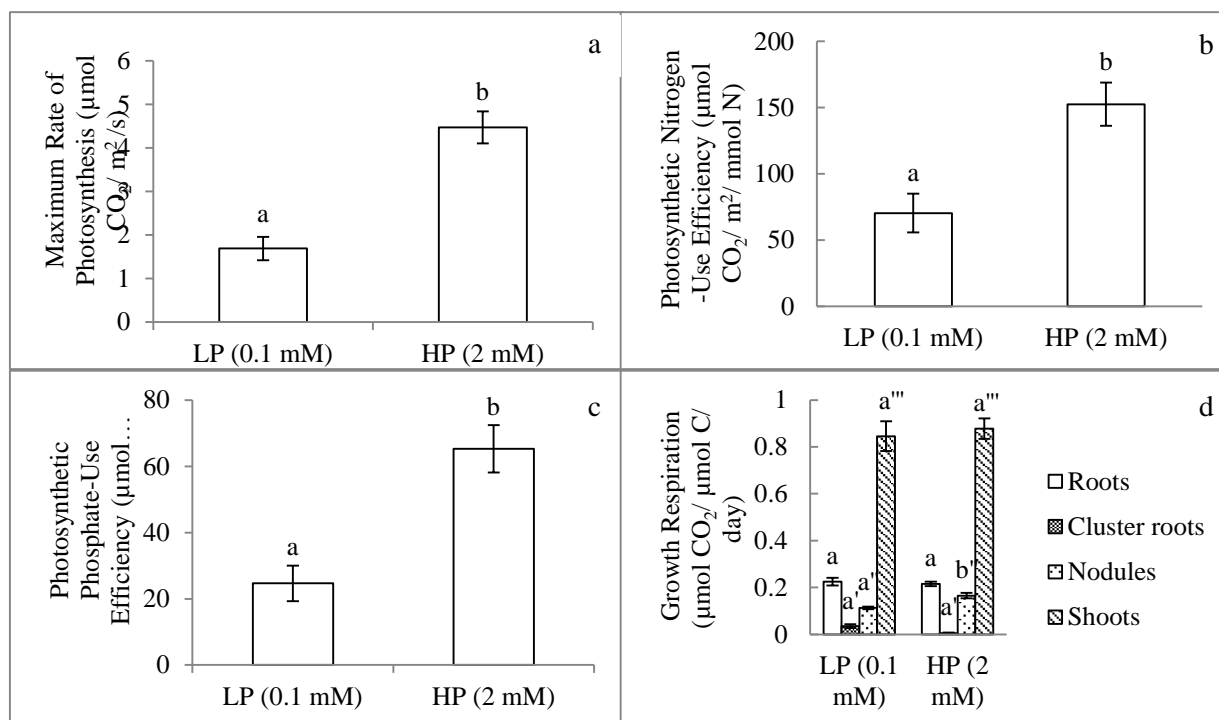 a
Maximum Rate of
Photosynthesis (µmol
CO2/ m2/s)
6
5
4
3
2
1
0
a
b
LP (0.1 mM)
HP (2 mM)
b
Photosynthetic Nitrogen
-Use Efficiency (µmol
CO2/ m2/ mmol N)
200
150
100
50
0
a
b
LP (0.1 mM)
HP (2 mM)
c
Photosynthetic
Phosphate-Use
Efficiency (µmol…
80
60
40
20
0
a
b
LP (0.1 mM)
HP (2 mM)
d
Growth Respiration
(µmol CO2/ µmol C/
day)
1
0.8
0.6
0.4
0.2
0
a
a'
a''
a'''
a
a'
b''
a'''
LP (0.1
mM)
HP (2
mM)
Roots
Cluster roots
Nodules
Shoots